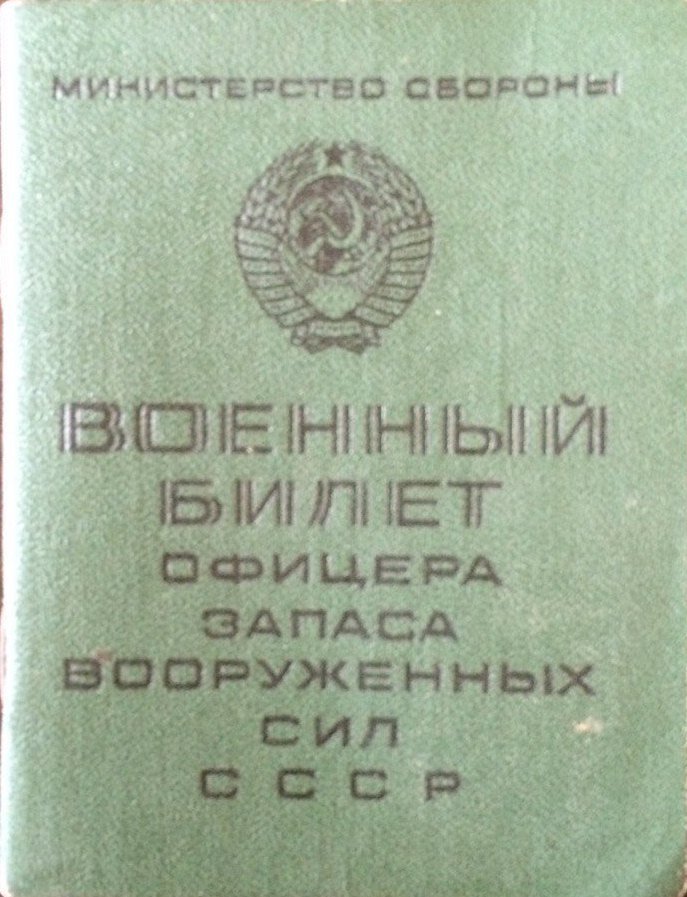 МИНИСТЕРСТВО ОБОРОНЫ
ВОЕННЫЙ
БИЛЕТ
ОФИЦЕРА
ЗАПАСА
ВООРУЖЕННЫХ
СИЛ
СССР